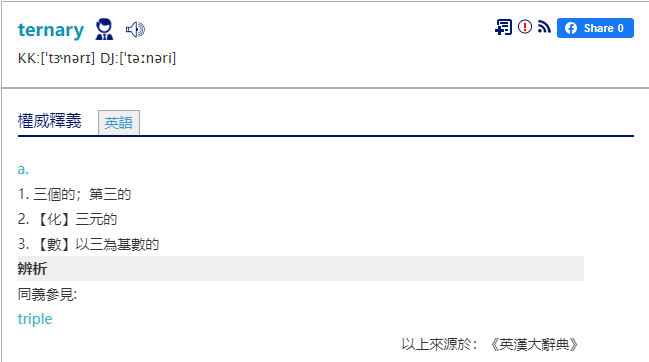 ternary
Share 0
KK:[ˈtɝnərɪ] DJ:[ˈtəːnəri]
權威釋義
英語
a.
1. 三個的；第三的
2. 【化】三元的
3. 【數】以三為基數的
辨析
同義參見:
triple
以上來源於：《英漢大辭典》